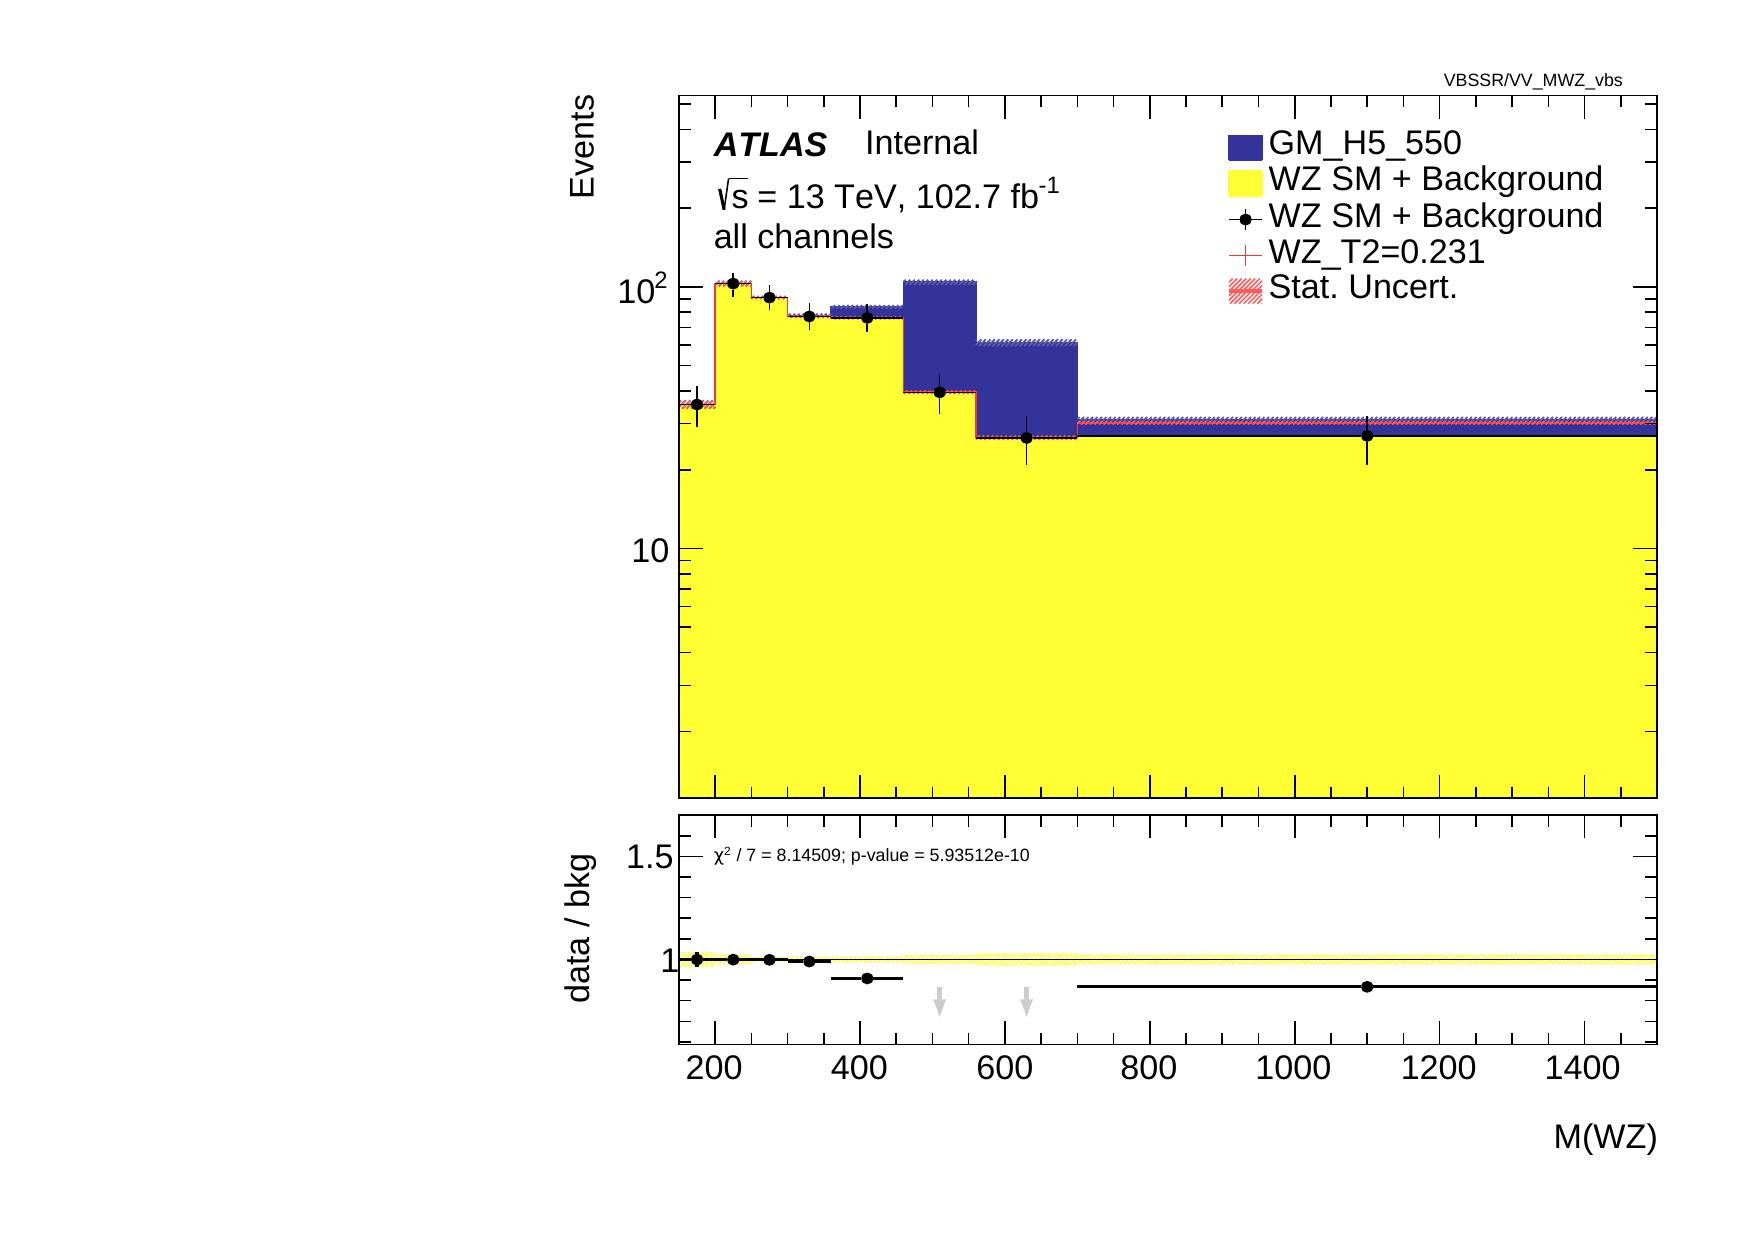 VBSSR/VV_MWZ_vbs
Events
ATLAS Internal
√s = 13 TeV, 102.7 fb-1
all channels
GM_H5_550
WZ SM + Background
WZ SM + Background
WZ_T2=0.231
Stat. Uncert.
10²
10
data / bkg
χ² / 7 = 8.14509; p-value = 5.93512e-10
1.5
1
200 400 600 800 1000 1200 1400
M(WZ)